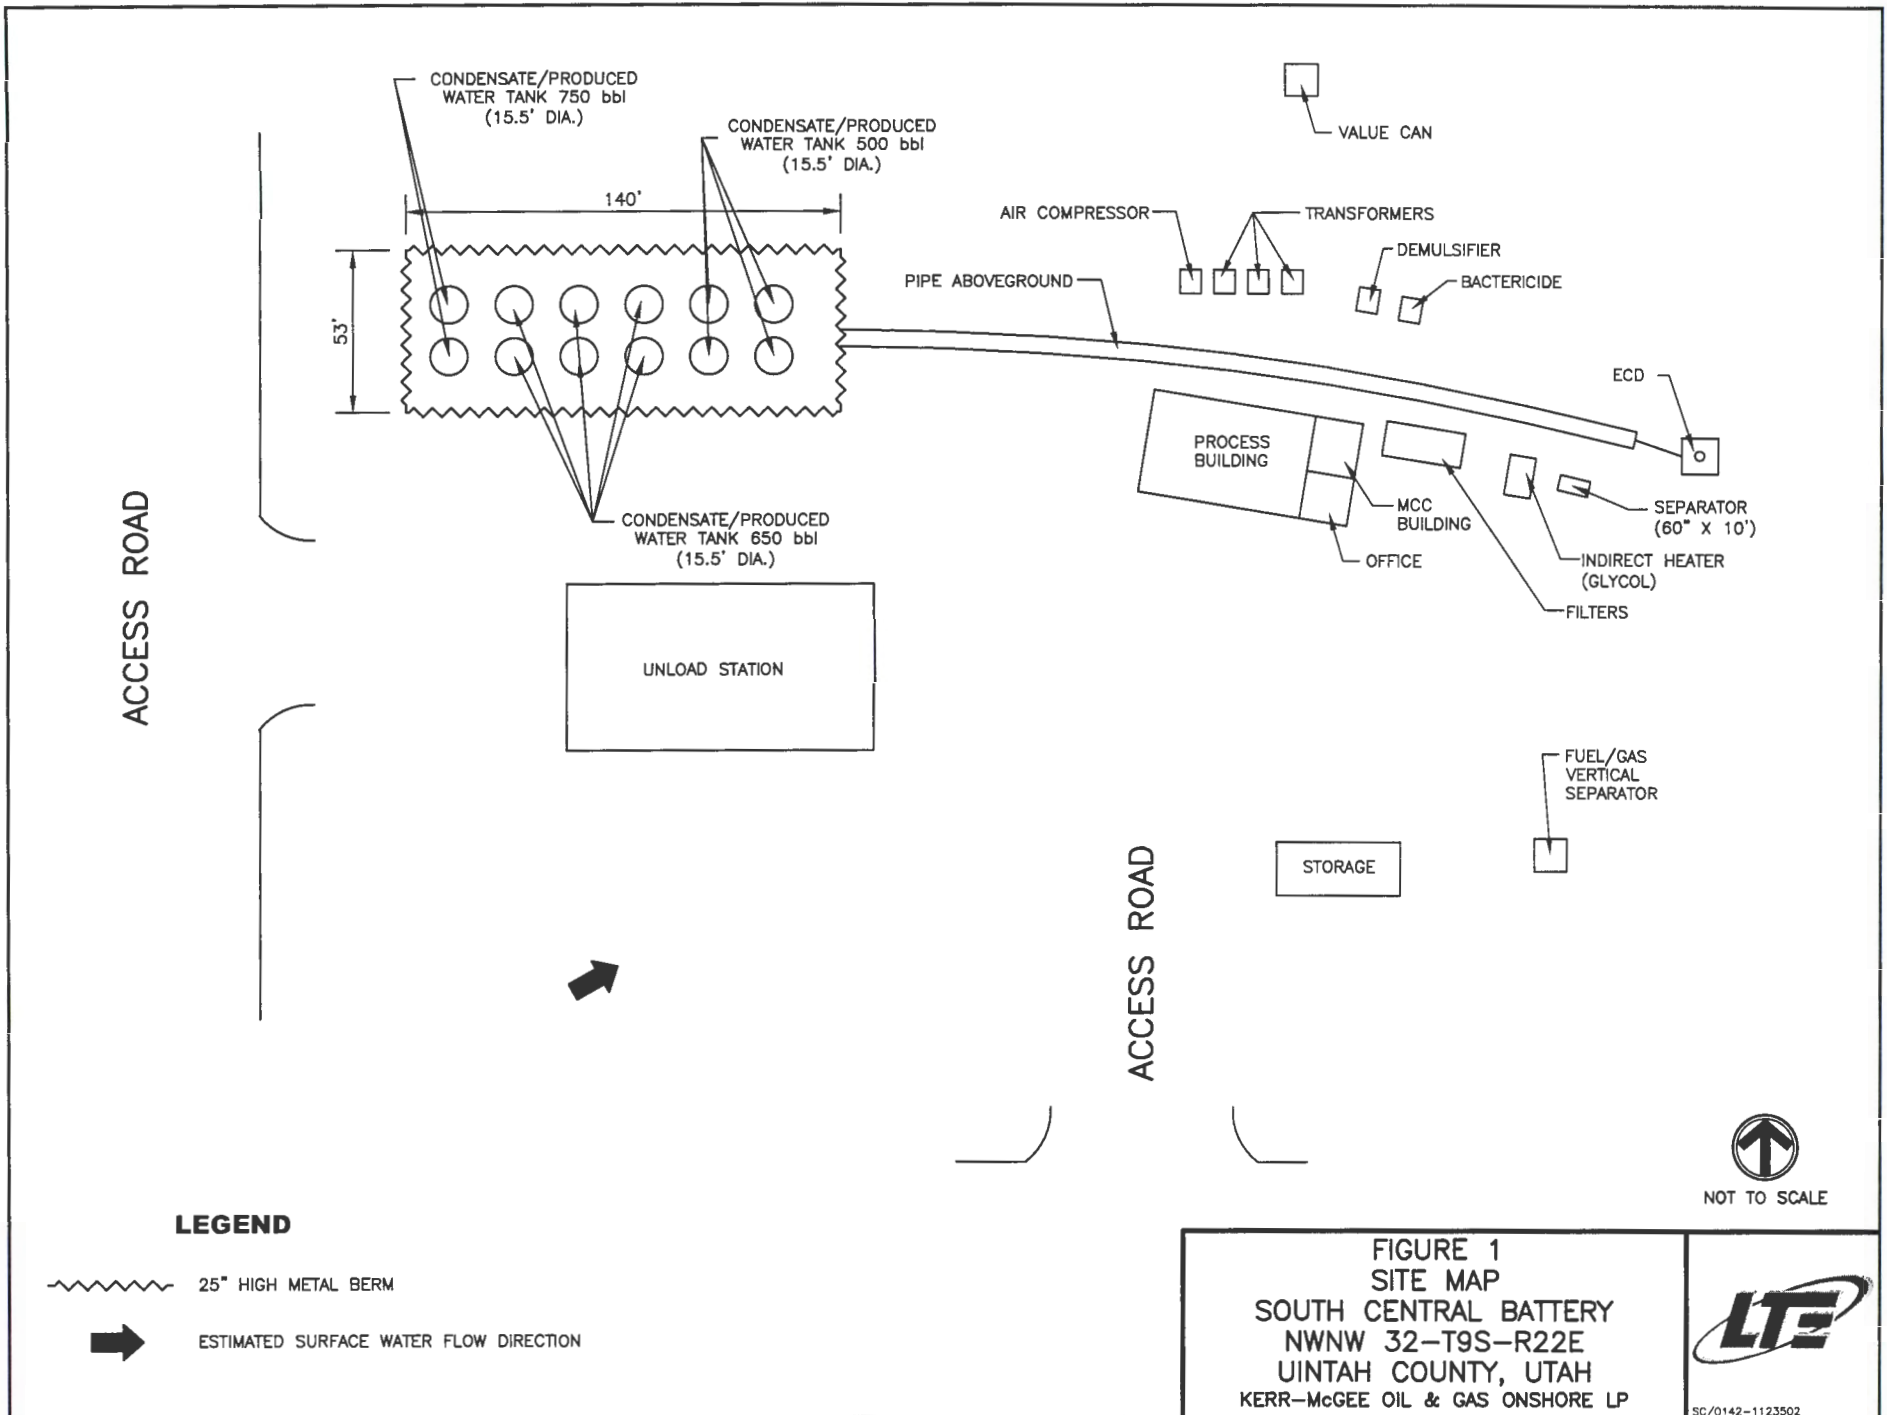 CONDENSATE/PRODUCED
WATER TANK 750 bbl
(15.5' DIA.)
CONDENSATE/PRODUCED
WATER TANK 500 bbl
(15.5' DIA.)
VALUE CAN
140'
AIR COMPRESSOR
TRANSFORMERS
DEMULSIFIER
BACTERICIDE
PIPE ABOVEGROUND
53'
ECD
PROCESS
BUILDING
MCC
BUILDING
OFFICE
SEPARATOR
(60" X 10')
INDIRECT HEATER
(GLYCOL)
FILTERS
CONDENSATE/PRODUCED
WATER TANK 650 bbl
(15.5' DIA.)
ACCESS ROAD
UNLOAD STATION
FUEL/GAS
VERTICAL
SEPARATOR
STORAGE
ACCESS ROAD
NOT TO SCALE
LEGEND
25" HIGH METAL BERM
ESTIMATED SURFACE WATER FLOW DIRECTION
FIGURE 1
SITE MAP
SOUTH CENTRAL BATTERY
NWNW 32-T9S-R22E
UINTAH COUNTY, UTAH
KERR-McGEE OIL & GAS ONSHORE LP
LTE
SC/0142-1123502